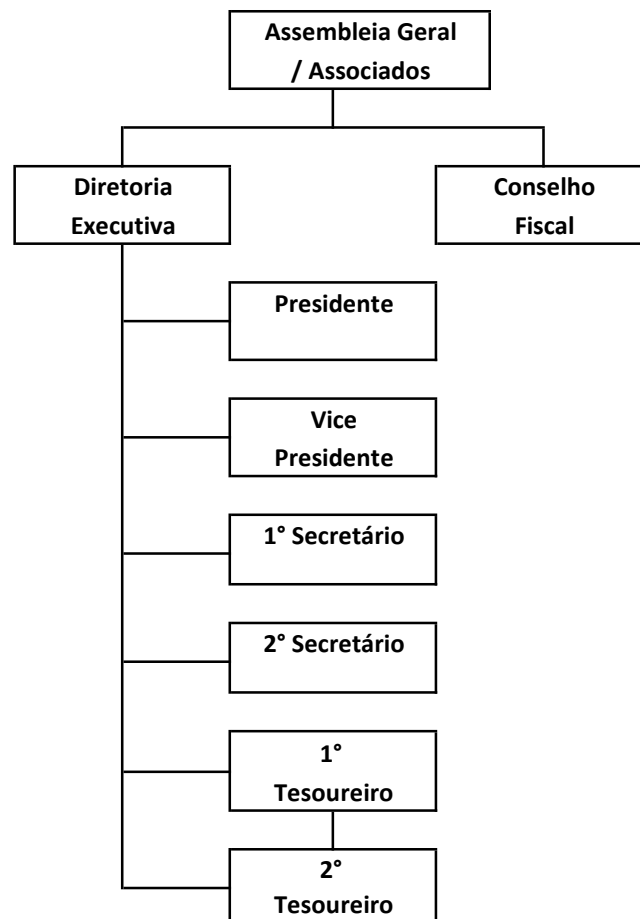 Assembleia Geral
/ Associados
Diretoria
Executiva
Conselho
Fiscal
Presidente
Vice
Presidente
1° Secretário
2° Secretário
1°
Tesoureiro
2°
Tesoureiro